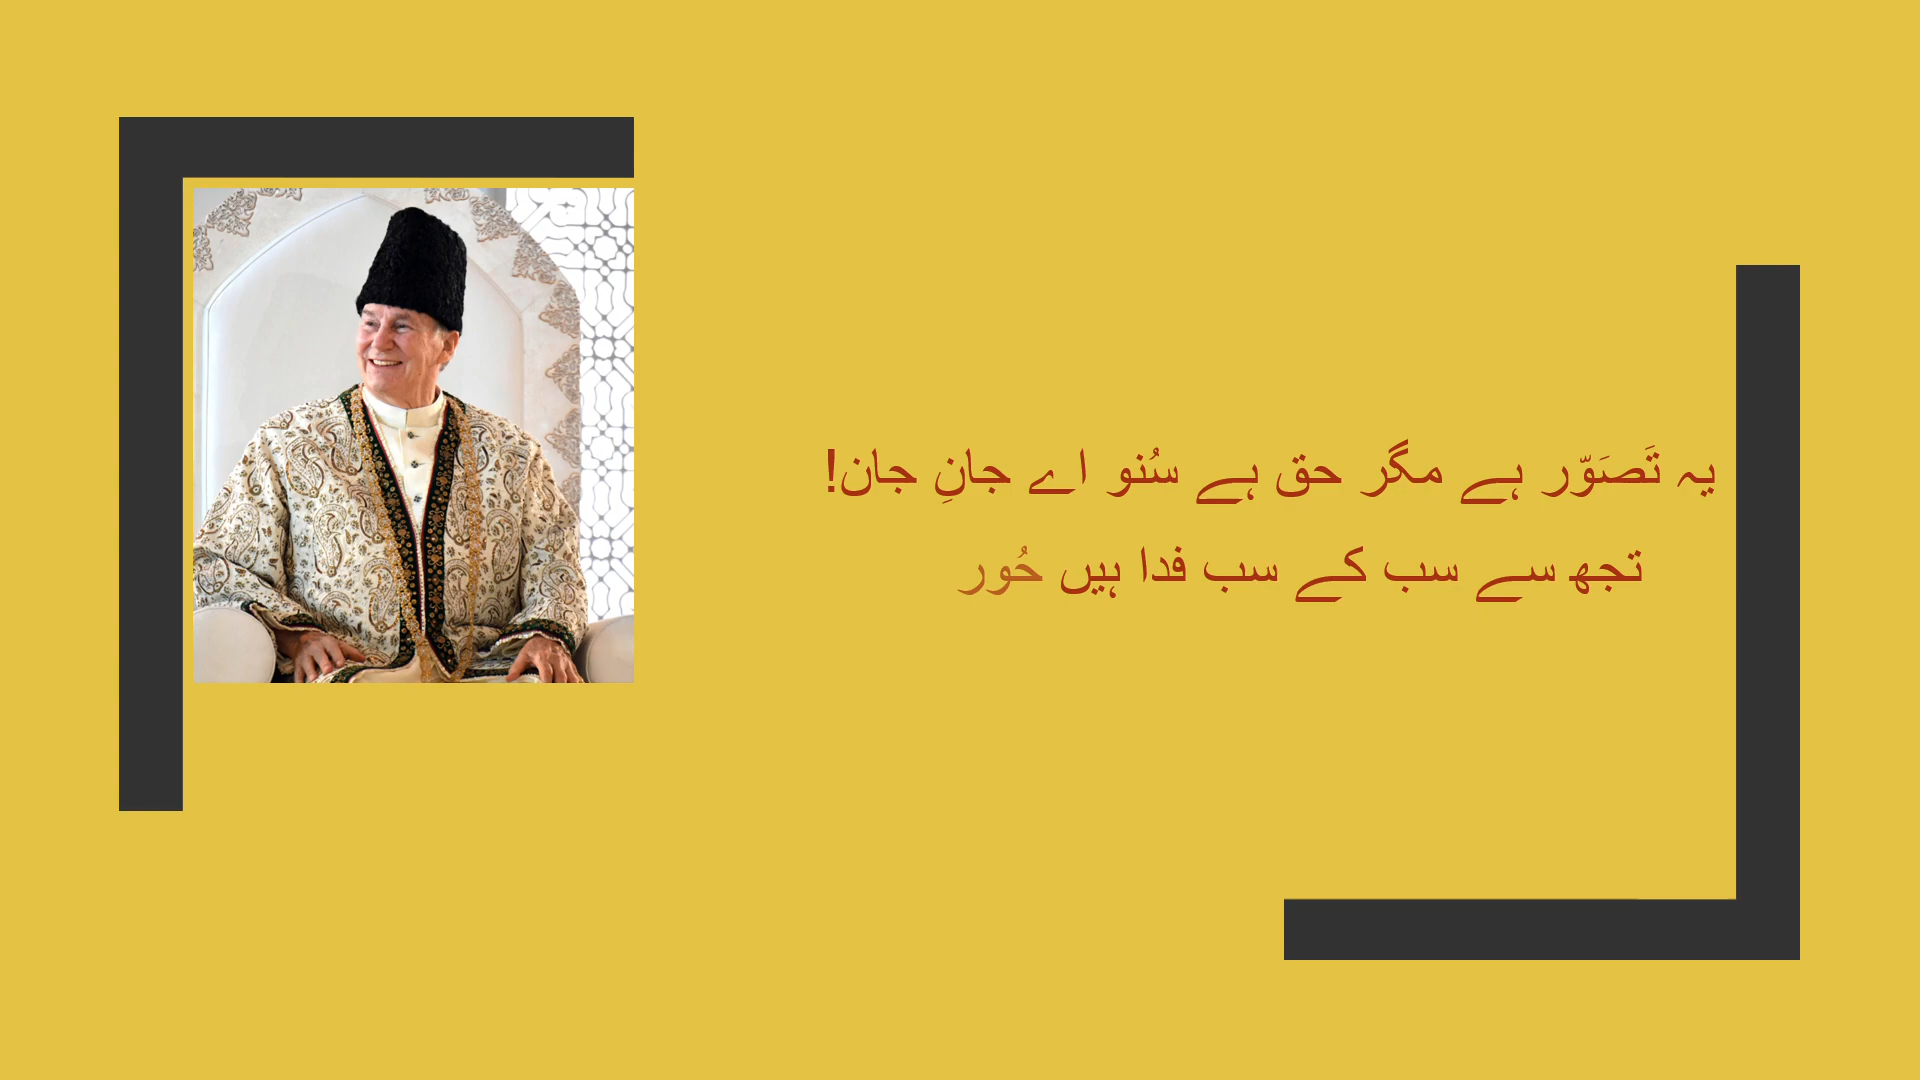 یہ تَصَوّر ہے مگر حق ہے سُنو اے جانِ جان!
تجھ سے سب کے سب فدا ہیں حُور